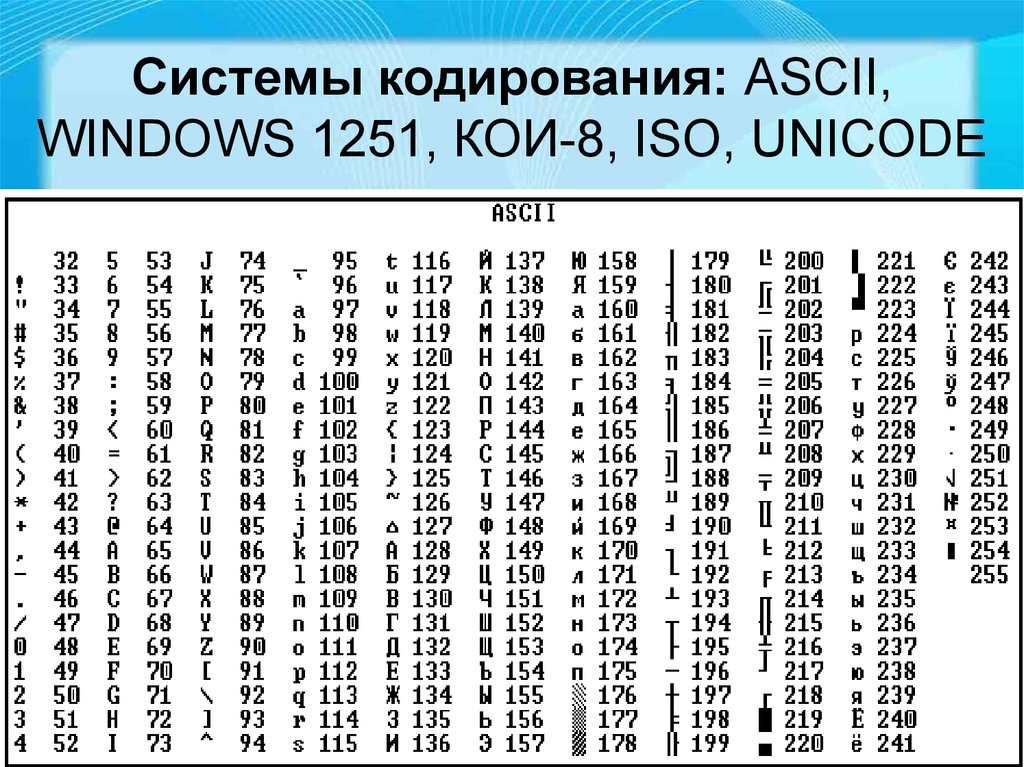 Системы кодирования: ASCII,
WINDOWS 1251, КОИ-8, ISO, UNICODE
ASCII
32 5 53 J 74 _ 95 t 116 Й 137 Ю 158 │ 179 ╚ 200 ▌ 221 Є 242
! 33 6 54 K 75 ` 96 u 117 К 138 Я 159 ┤ 180 ╔ 201 ▐ 222 є 243
" 34 7 55 L 76 a 97 v 118 Л 139 а 160 ╡ 181 ╩ 202 ▀ 223 Ї 244
# 35 8 56 M 77 b 98 w 119 М 140 б 161 ╢ 182 ╦ 203 р 224 ї 245
$ 36 9 57 N 78 c 99 x 120 Н 141 в 162 ╖ 183 ╠ 204 с 225 Ў 246
% 37 : 58 O 79 d 100 y 121 О 142 г 163 ╕ 184 ═ 205 т 226 ў 247
& 38 ; 59 P 80 e 101 z 122 П 143 д 164 ╣ 185 ╬ 206 у 227 ° 248
' 39 < 60 Q 81 f 102 { 123 Р 144 е 165 ║ 186 ╧ 207 ф 228 ∙ 249
( 40 = 61 R 82 g 103 ¦ 124 С 145 ж 166 ╗ 187 ╨ 208 х 229 · 250
) 41 > 62 S 83 h 104 } 125 Т 146 з 167 ╝ 188 ╤ 209 ц 230 √ 251
* 42 ? 63 T 84 i 105 ~ 126 У 147 и 168 ╜ 189 ╥ 210 ч 231 № 252
+ 43 @ 64 U 85 j 106 ⌂ 127 Ф 148 й 169 ╛ 190 ╙ 211 ш 232 ¤ 253
, 44 A 65 V 86 k 107 А 128 Х 149 к 170 ┐ 191 ╘ 212 щ 233 ■ 254
- 45 B 66 W 87 l 108 Б 129 Ц 150 л 171 └ 192 ╒ 213 ъ 234 255
. 46 C 67 X 88 m 109 В 130 Ч 151 м 172 ┴ 193 ╓ 214 ы 235
/ 47 D 68 Y 89 n 110 Г 131 Ш 152 н 173 ┬ 194 ╫ 215 ь 236
0 48 E 69 Z 90 o 111 Д 132 Щ 153 о 174 ├ 195 ╪ 216 э 237
1 49 F 70 [ 91 p 112 Е 133 Ъ 154 п 175 ─ 196 ┘ 217 ю 238
2 50 G 71 \ 92 q 113 Ж 134 Ы 155 ░ 176 ┼ 197 ┌ 218 я 239
3 51 H 72 ] 93 r 114 З 135 Ь 156 ▒ 177 ╞ 198 █ 219 Ё 240
4 52 I 73 ^ 94 s 115 И 136 Э 157 ▓ 178 ╟ 199 ▄ 220 ё 241